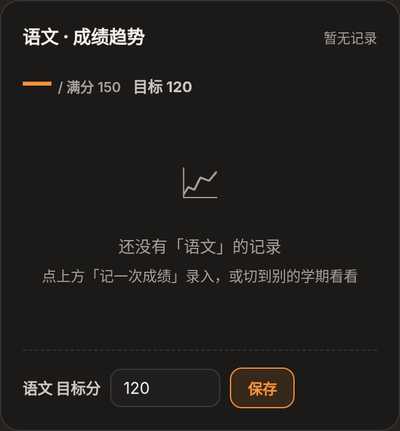 语文 · 成绩趋势
暂无记录
— / 满分 150 目标 120
还没有「语文」的记录
点上方「记一次成绩」录入，或切到别的学期看看
语文 目标分 120 保存